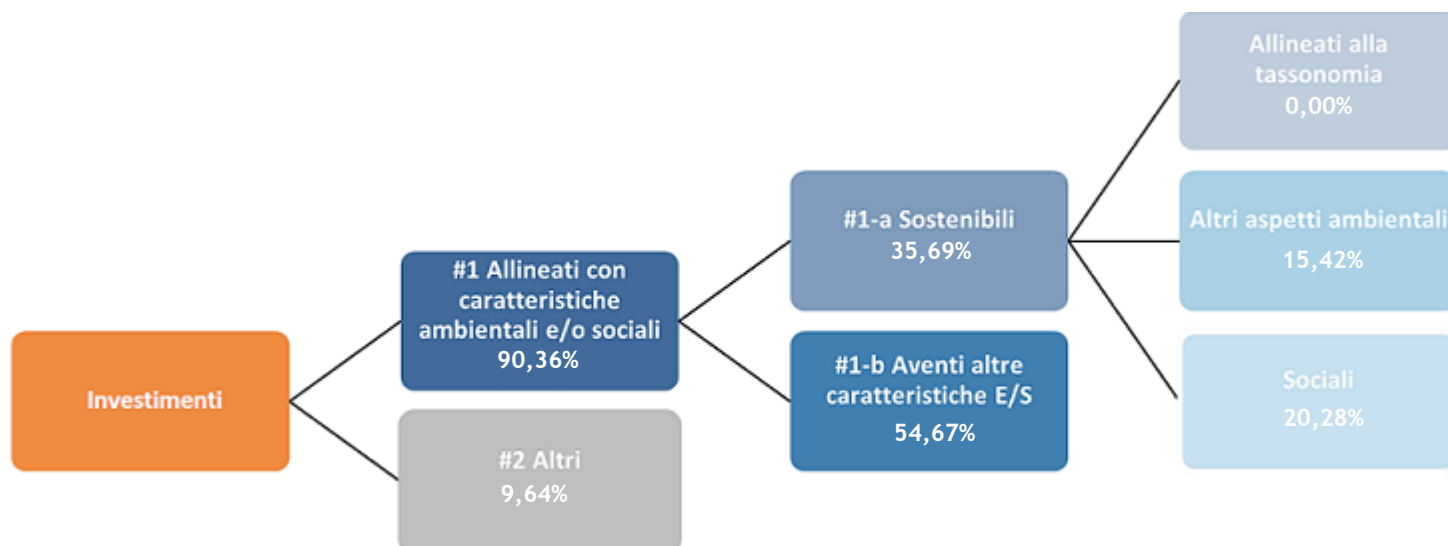 Investimenti
#1 Allineati con
caratteristiche
ambientali e/o sociali
90,36%
#2 Altri
9,64%
#1-a Sostenibili
35,69%
#1-b Aventi altre
caratteristiche E/S
54,67%
Allineati alla
tassonomia
0,00%
Altri aspetti ambientali
15,42%
Sociali
20,28%